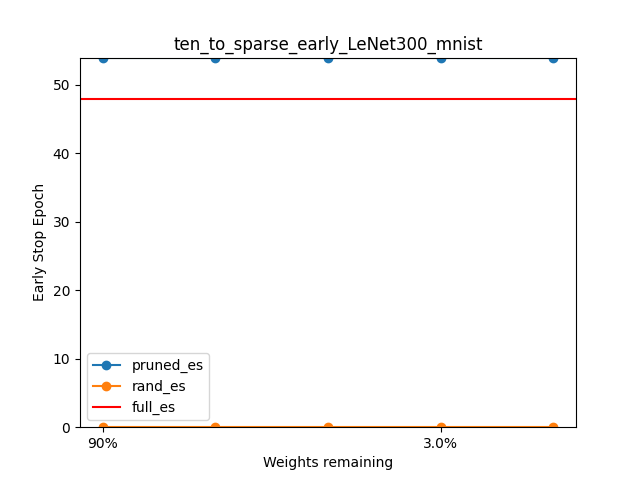 ten_to_sparse_early_LeNet300_mnist
Early Stop Epoch
50
40
30
20
10
0
pruned_es
rand_es
full_es
90%
3.0%
Weights remaining